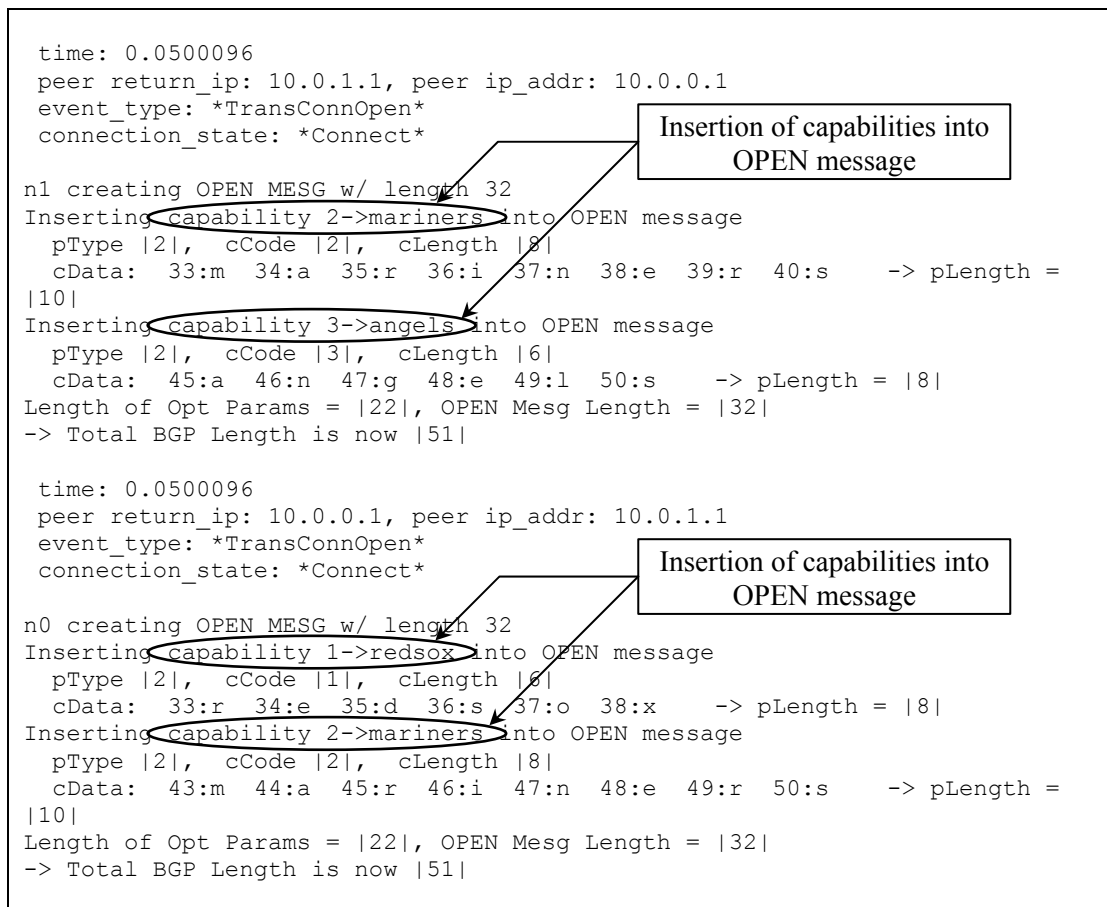 time: 0.0500096
peer return_ip: 10.0.1.1, peer ip_addr: 10.0.0.1
event_type: *TransConnOpen*
connection_state: *Connect*
Insertion of capabilities into
OPEN message
n1 creating OPEN MESG w/ length 32
Inserting capability 2->mariners into OPEN message
pType |2|, cCode |2|, cLength |8|
cData: 33:m 34:a 35:r 36:i 37:n 38:e 39:r 40:s -> pLength =
|10|
Inserting capability 3->angels into OPEN message
pType |2|, cCode |3|, cLength |6|
cData: 45:a 46:n 47:g 48:e 49:l 50:s -> pLength = |8|
Length of Opt Params = |22|, OPEN Mesg Length = |32|
-> Total BGP Length is now |51|
time: 0.0500096
peer return_ip: 10.0.0.1, peer ip_addr: 10.0.1.1
event_type: *TransConnOpen*
connection_state: *Connect*
Insertion of capabilities into
OPEN message
n0 creating OPEN MESG w/ length 32
Inserting capability 1->redsox into OPEN message
pType |2|, cCode |1|, cLength |6|
cData: 33:r 34:e 35:d 36:s 37:o 38:x -> pLength = |8|
Inserting capability 2->mariners into OPEN message
pType |2|, cCode |2|, cLength |8|
cData: 43:m 44:a 45:r 46:i 47:n 48:e 49:r 50:s -> pLength =
|10|
Length of Opt Params = |22|, OPEN Mesg Length = |32|
-> Total BGP Length is now |51|